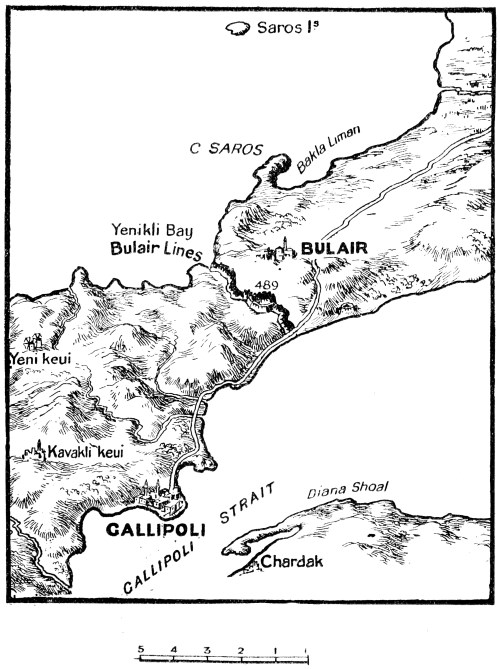 Saros Is
C SAROS
Bakla Liman
Yenikli Bay
Bulair Lines
BULAIR
489
Yeni keui
Kavakli keui
GALLIPOLI
GALLIPOLI STRAIT
Diana Shoal
Chardak
5 4 3 2 1